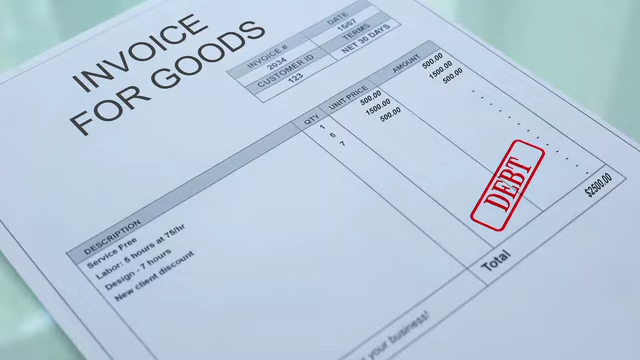 INVOICE
FOR GOODS
DATE
15/07
INVOICE #
TERMS
2034
NET 30 DAYS
CUSTOMER ID
123
DESCRIPTION
QTY
UNIT PRICE
AMOUNT
Service Free
1
500.00
500.00
Labor: 5 hours at 75/hr
5
1500.00
1500.00
Design - 7 hours
7
500.00
500.00
New client discount
DEBT
Total
$2500.00
your business!